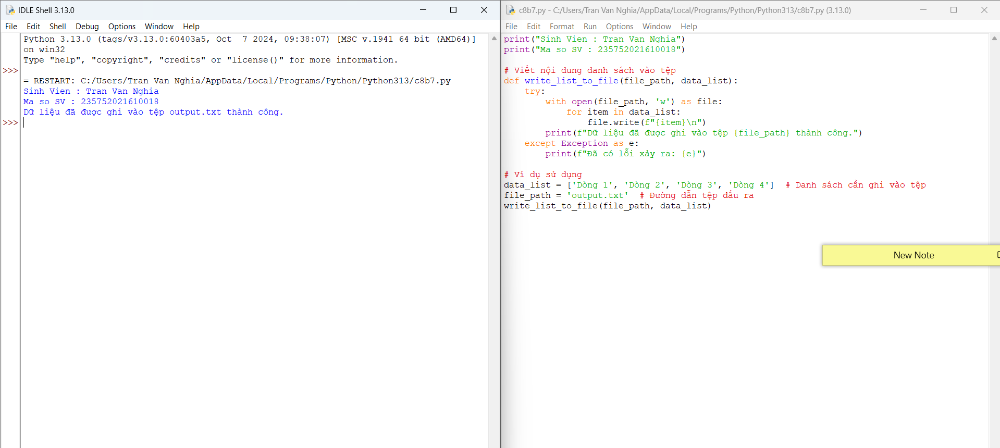 IDLE Shell 3.13.0
File Edit Shell Debug Options Window Help
Python 3.13.0 (tags/v3.13.0:60403a5, Oct  7 2024, 09:38:07) [MSC v.1941 64 bit (AMD64)]
on win32
Type "help", "copyright", "credits" or "license()" for more information.
>>>
= RESTART: C:/Users/Tran Van Nghia/AppData/Local/Programs/Python/Python313/c8b7.py
Sinh Vien : Tran Van Nghia
Ma so SV : 235752021610018
Dữ liệu đã được ghi vào tệp output.txt thành công.
>>>
c8b7.py - C:/Users/Tran Van Nghia/AppData/Local/Programs/Python/Python313/c8b7.py (3.13.0)
File Edit Format Run Options Window Help
print("Sinh Vien : Tran Van Nghia")
print("Ma so SV : 235752021610018")
# Viết nội dung danh sách vào tệp
def write_list_to_file(file_path, data_list):
    try:
        with open(file_path, 'w') as file:
            for item in data_list:
                file.write(f"{item}\n")
        print(f"Dữ liệu đã được ghi vào tệp {file_path} thành công.")
    except Exception as e:
        print(f"Đã có lỗi xảy ra: {e}")
# Ví dụ sử dụng
data_list = ['Dòng 1', 'Dòng 2', 'Dòng 3', 'Dòng 4']  # Danh sách cần ghi vào tệp
file_path = 'output.txt'  # Đường dẫn tệp đầu ra
write_list_to_file(file_path, data_list)
New Note